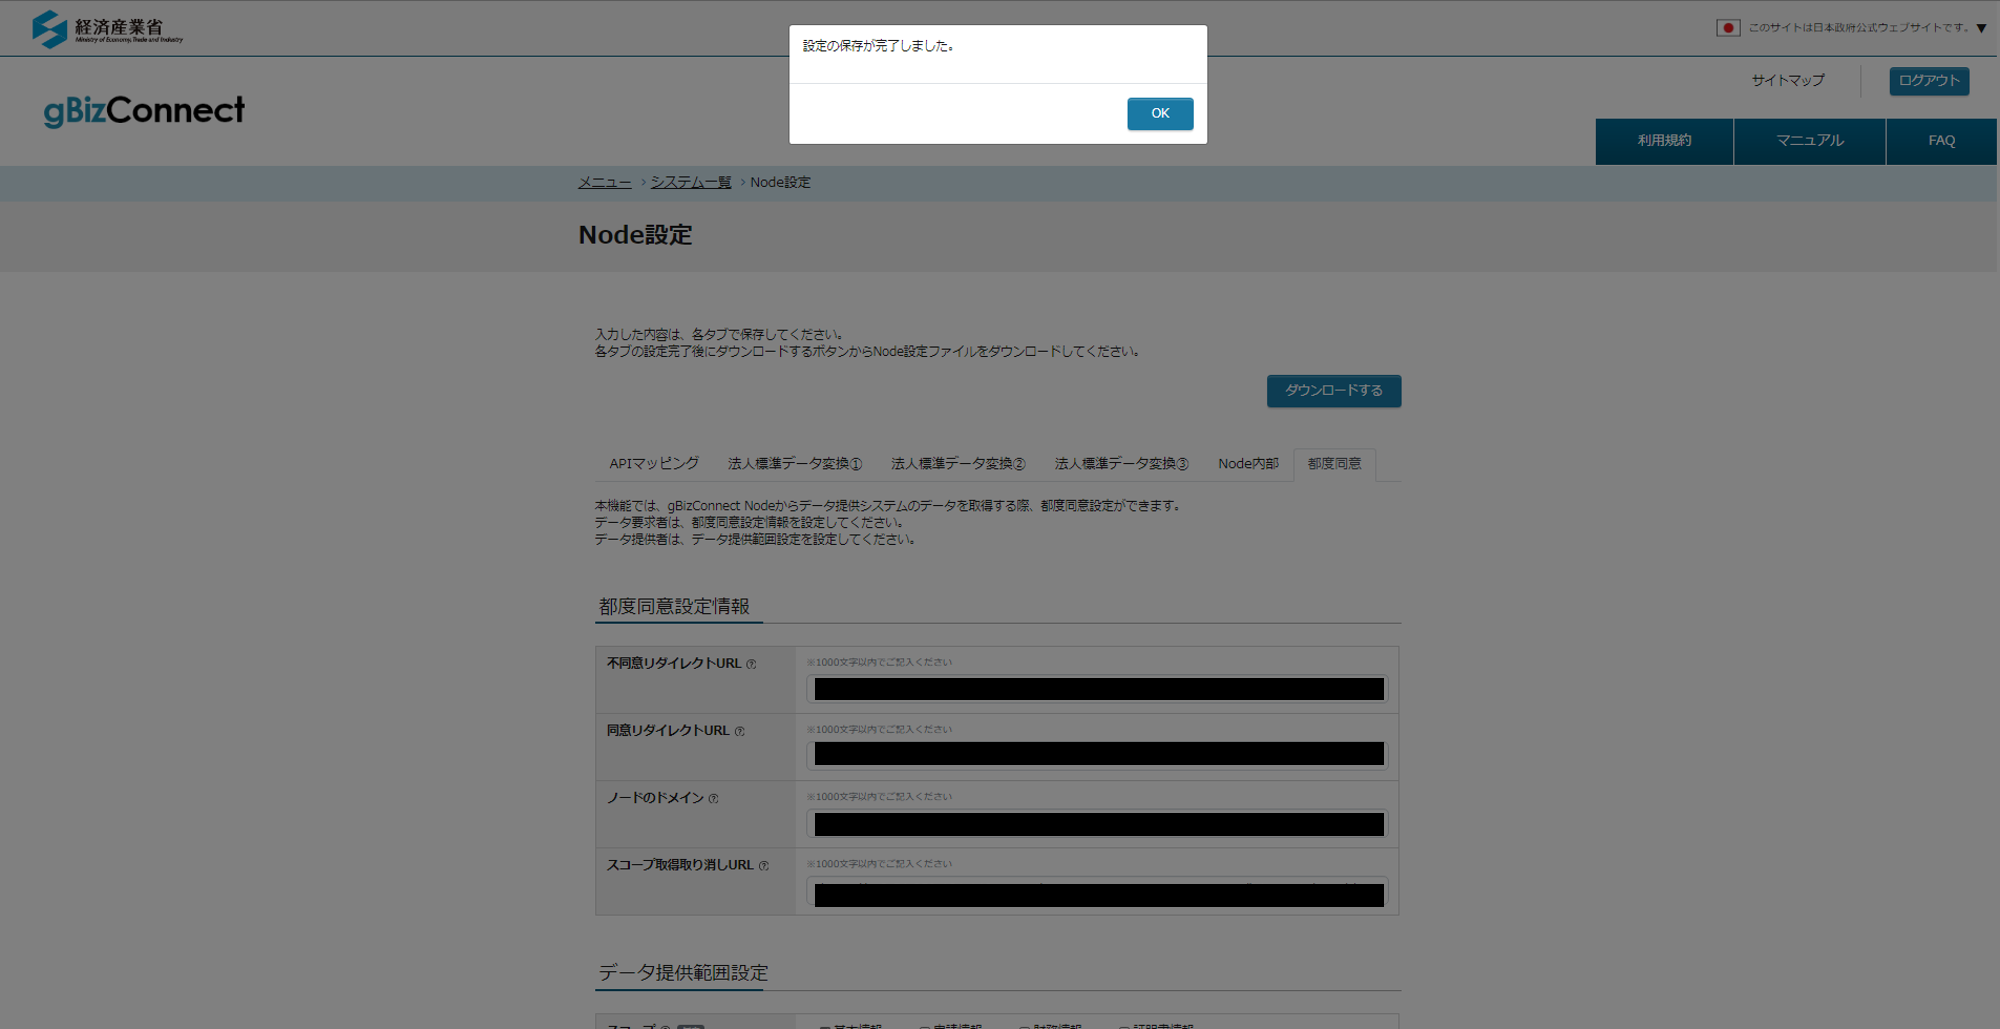 経済産業省
Ministry of Economy, Trade and Industry
このサイトは日本政府公式ウェブサイトです。▼
設定の保存が完了しました。
OK
gBizConnect
サイトマップ
ログアウト
利用規約
マニュアル
FAQ
メニュー › システム一覧 › Node設定
Node設定
入力した内容は、各タブで保存してください。
各タブの設定完了後にダウンロードするボタンからNode設定ファイルをダウンロードしてください。
ダウンロードする
APIマッピング 法人標準データ変換① 法人標準データ変換② 法人標準データ変換③ Node内部 都度同意
本機能では、gBizConnect Nodeからデータ提供システムのデータを取得する際、都度同意設定ができます。
データ要求者は、都度同意設定情報を設定してください。
データ提供者は、データ提供範囲設定を設定してください。
都度同意設定情報
不同意リダイレクトURL ?
※1000文字以内でご記入ください
同意リダイレクトURL ?
※1000文字以内でご記入ください
ノードのドメイン ?
※1000文字以内でご記入ください
スコープ取得取り消しURL ?
※1000文字以内でご記入ください
データ提供範囲設定
スコープ 基本情報 申請情報 財務情報 証明書情報